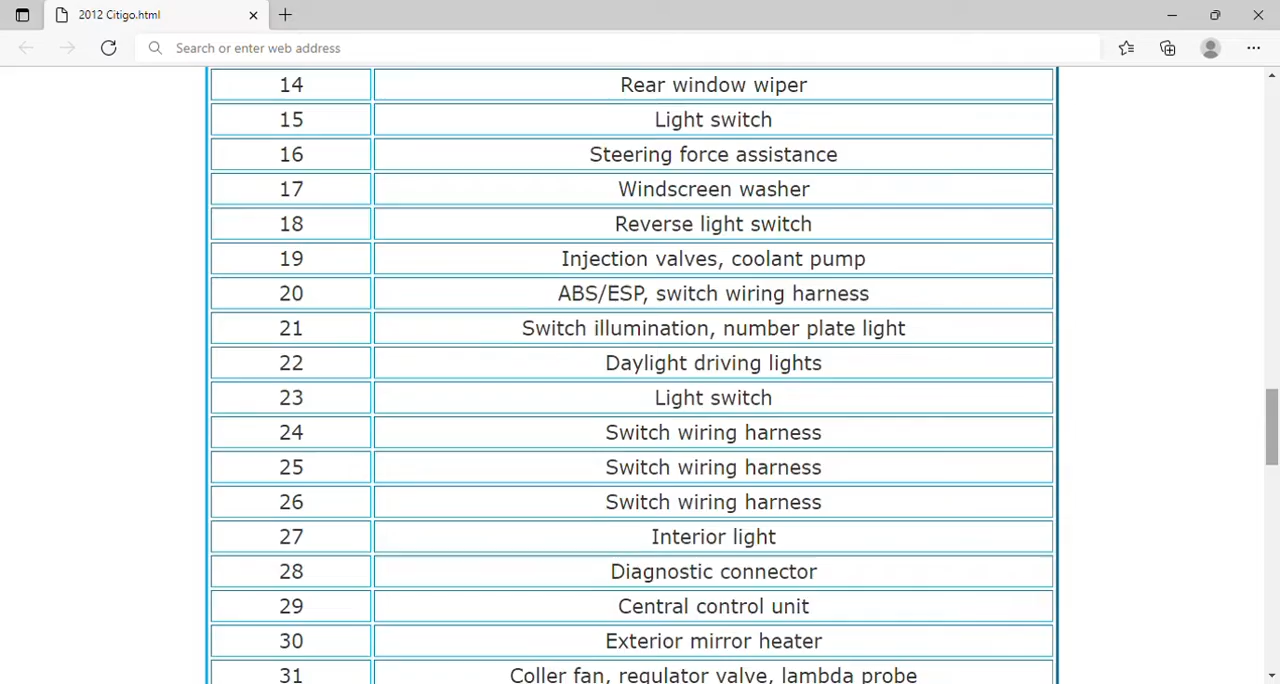 2012 Citigo.html
Search or enter web address
14 Rear window wiper
15 Light switch
16 Steering force assistance
17 Windscreen washer
18 Reverse light switch
19 Injection valves, coolant pump
20 ABS/ESP, switch wiring harness
21 Switch illumination, number plate light
22 Daylight driving lights
23 Light switch
24 Switch wiring harness
25 Switch wiring harness
26 Switch wiring harness
27 Interior light
28 Diagnostic connector
29 Central control unit
30 Exterior mirror heater
31 Coller fan, regulator valve, lambda probe